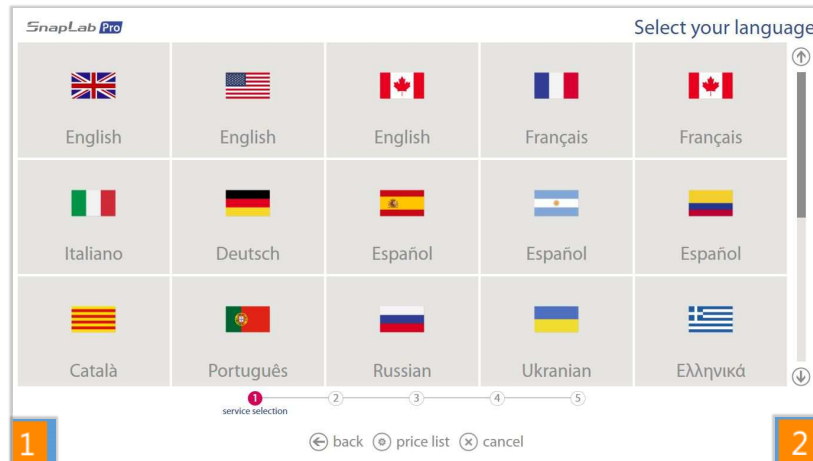 SnapLab Pro
Select your language
English English English Français Français
Italiano Deutsch Español Español Español
Català Português Russian Ukranian Ελληνικά
1 2 3 4 5
service selection
back price list cancel
1 2